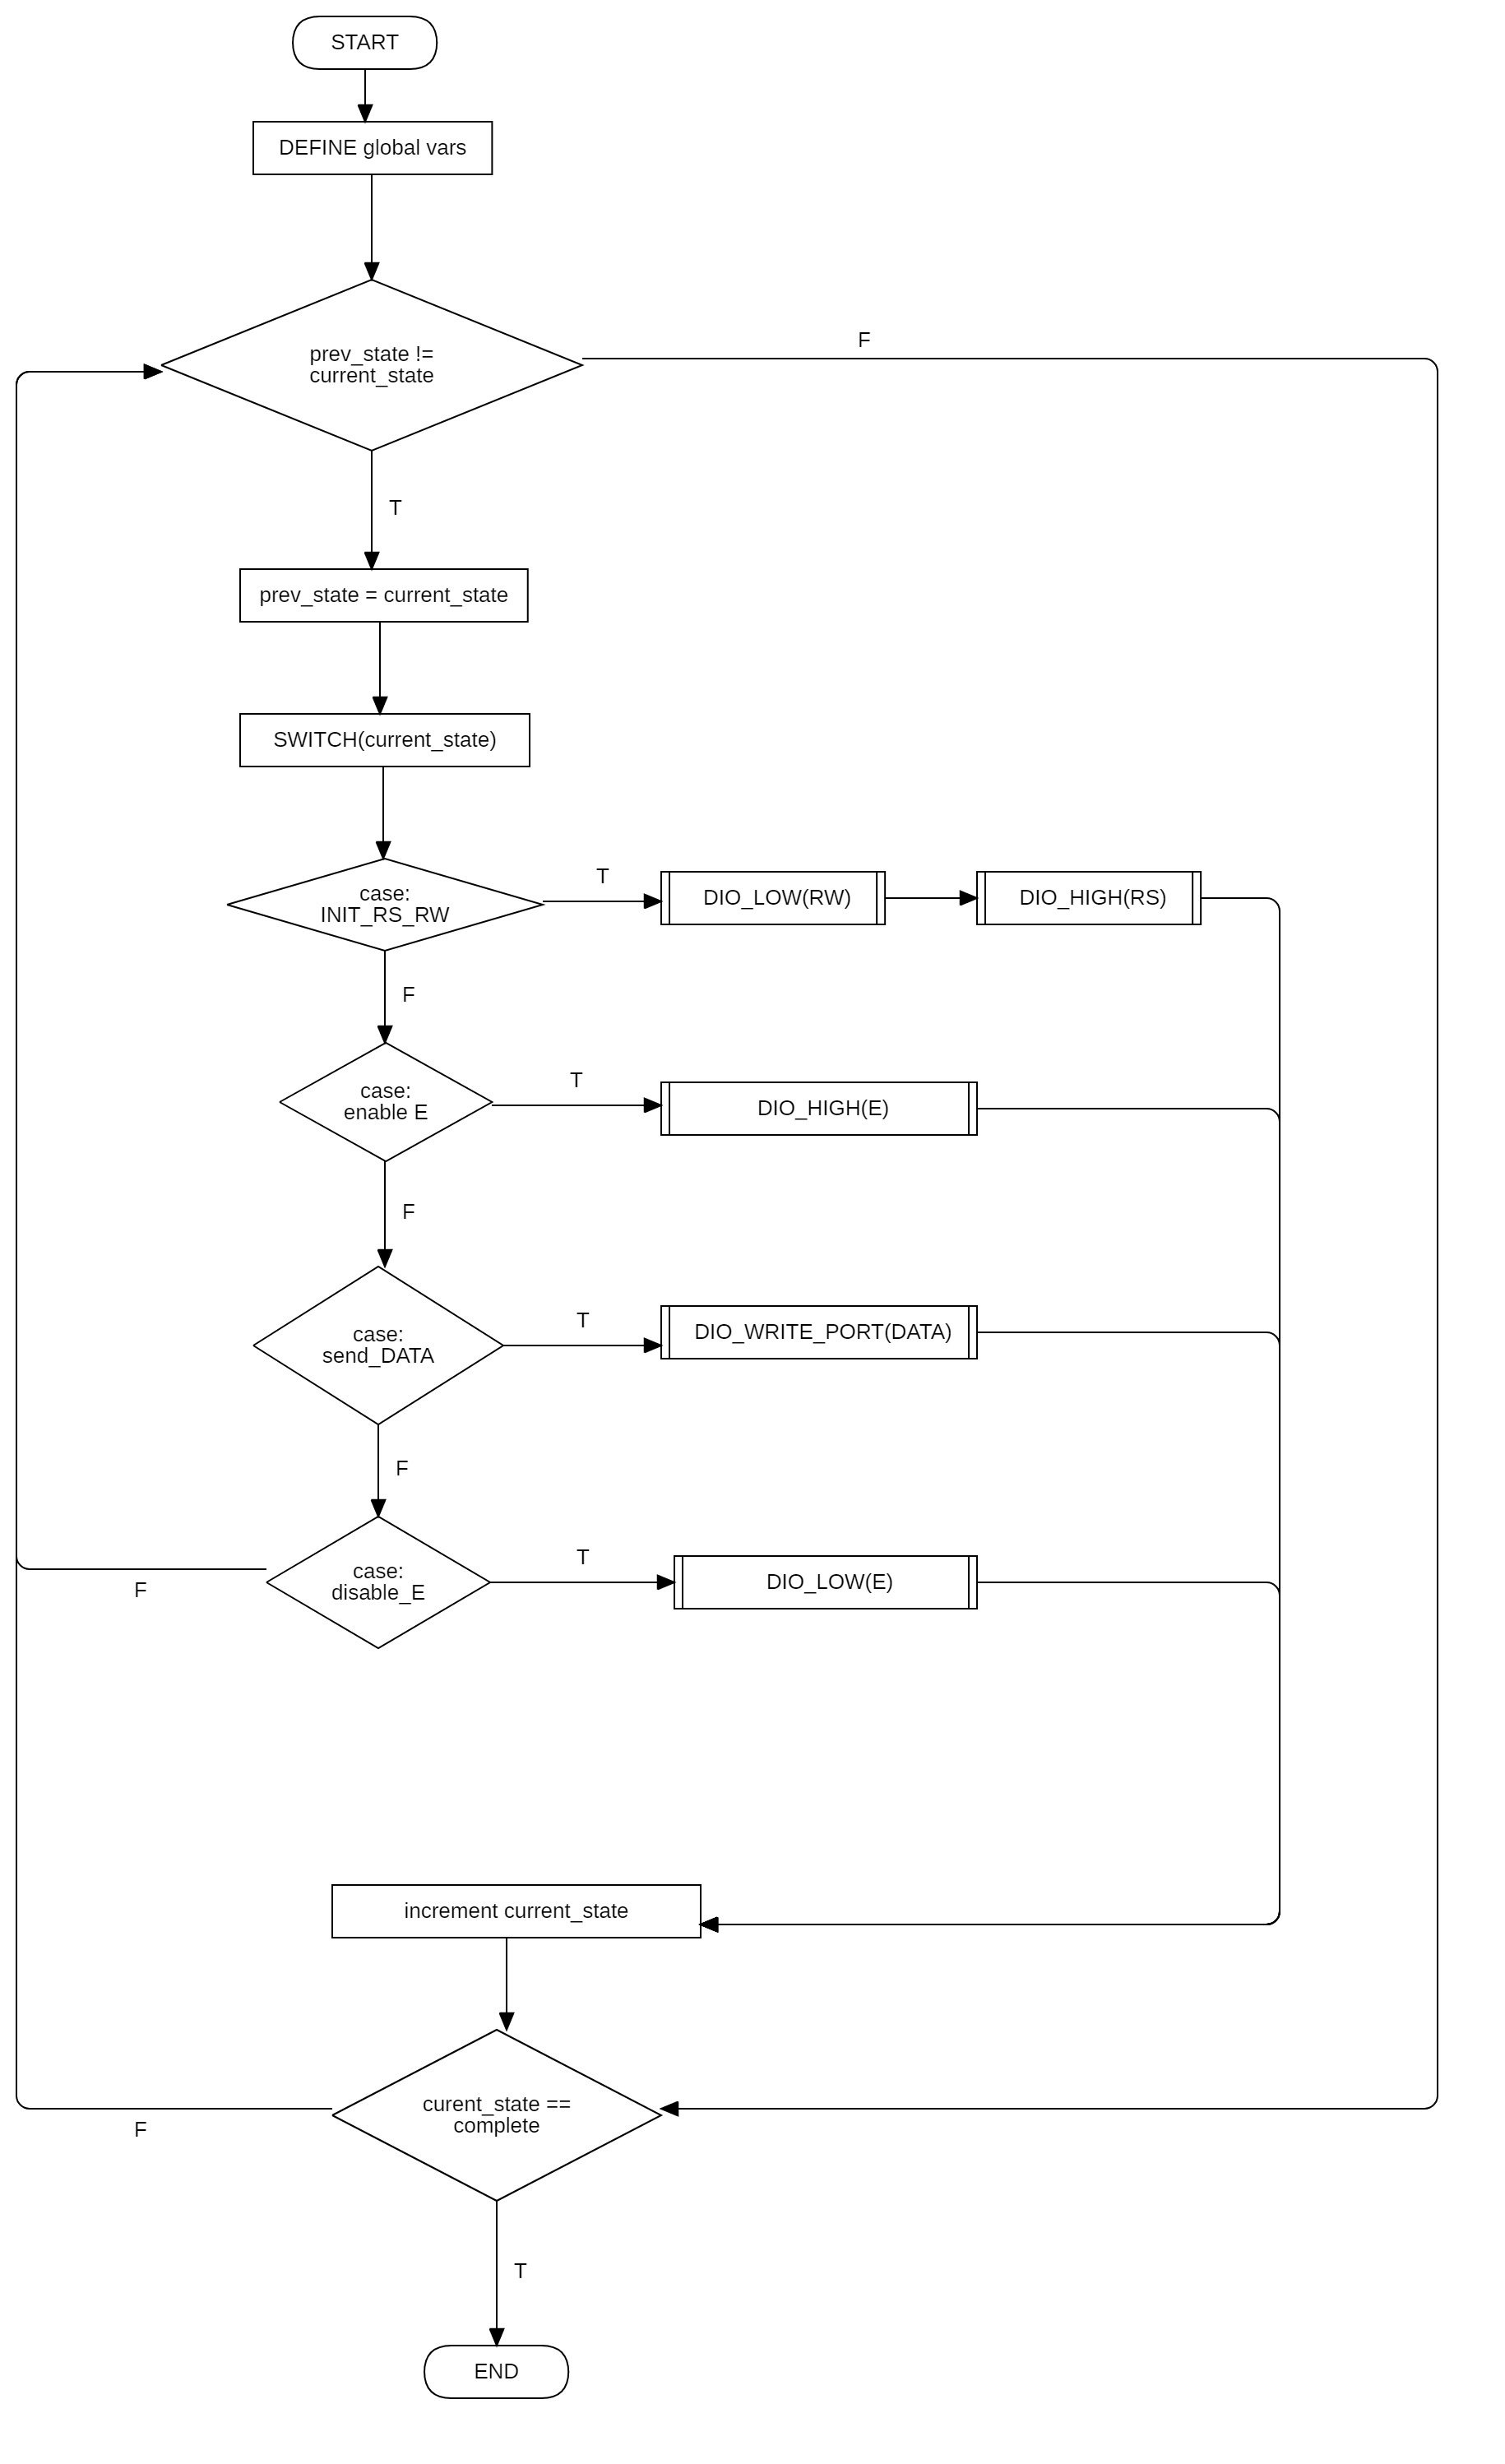 START
DEFINE global vars
prev_state !=
current_state
F
T
prev_state = current_state
SWITCH(current_state)
case:
INIT_RS_RW
T
DIO_LOW(RW)
DIO_HIGH(RS)
F
case:
enable E
T
DIO_HIGH(E)
F
case:
send_DATA
T
DIO_WRITE_PORT(DATA)
F
case:
disable_E
T
DIO_LOW(E)
F
increment current_state
curent_state ==
complete
F
T
END